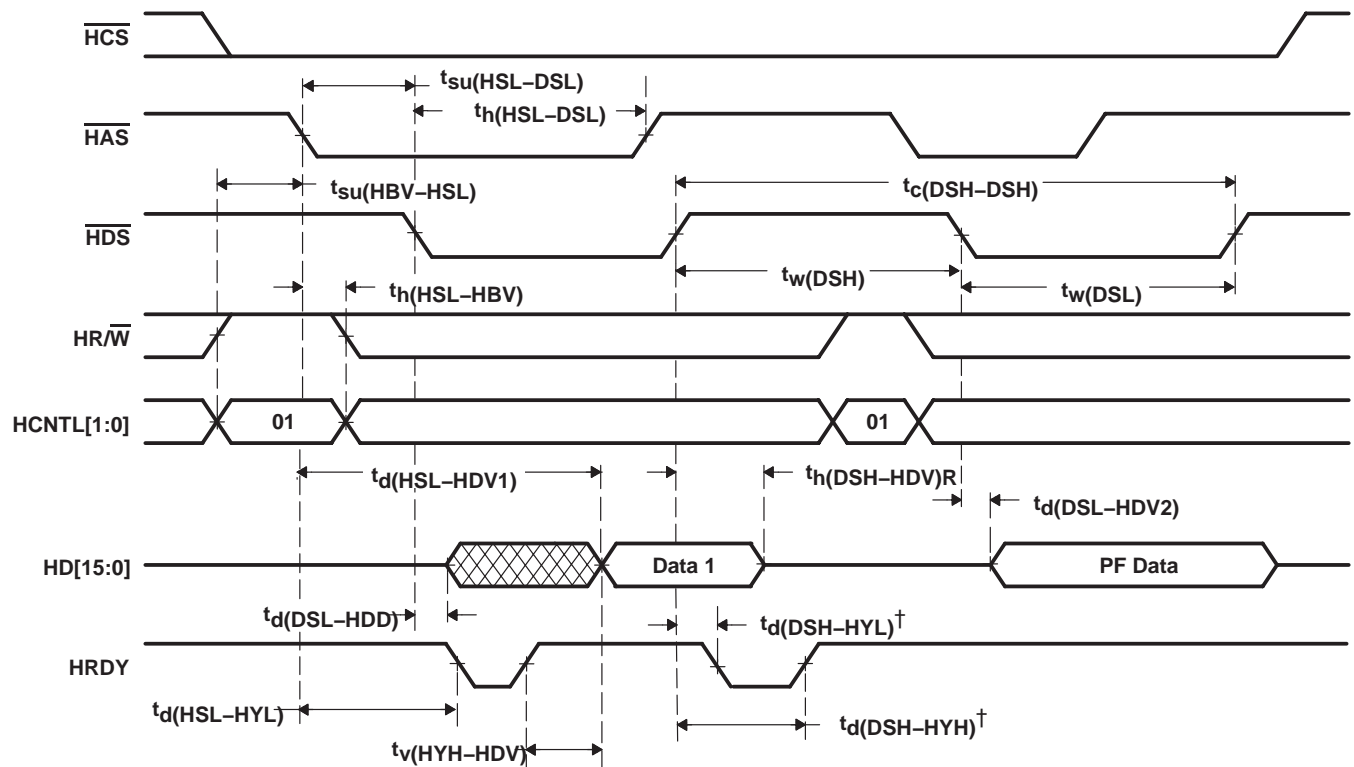 HCS
tsu(HSL–DSL)
th(HSL–DSL)
HAS
tsu(HBV–HSL)
tc(DSH–DSH)
HDS
tw(DSH)
th(HSL–HBV)
tw(DSL)
HR/W
HCNTL[1:0]
01
01
td(HSL–HDV1)
th(DSH–HDV)R
td(DSL–HDV2)
HD[15:0]
Data 1
PF Data
td(DSL–HDD)
td(DSH–HYL)†
HRDY
td(HSL–HYL)
td(DSH–HYH)†
tv(HYH–HDV)